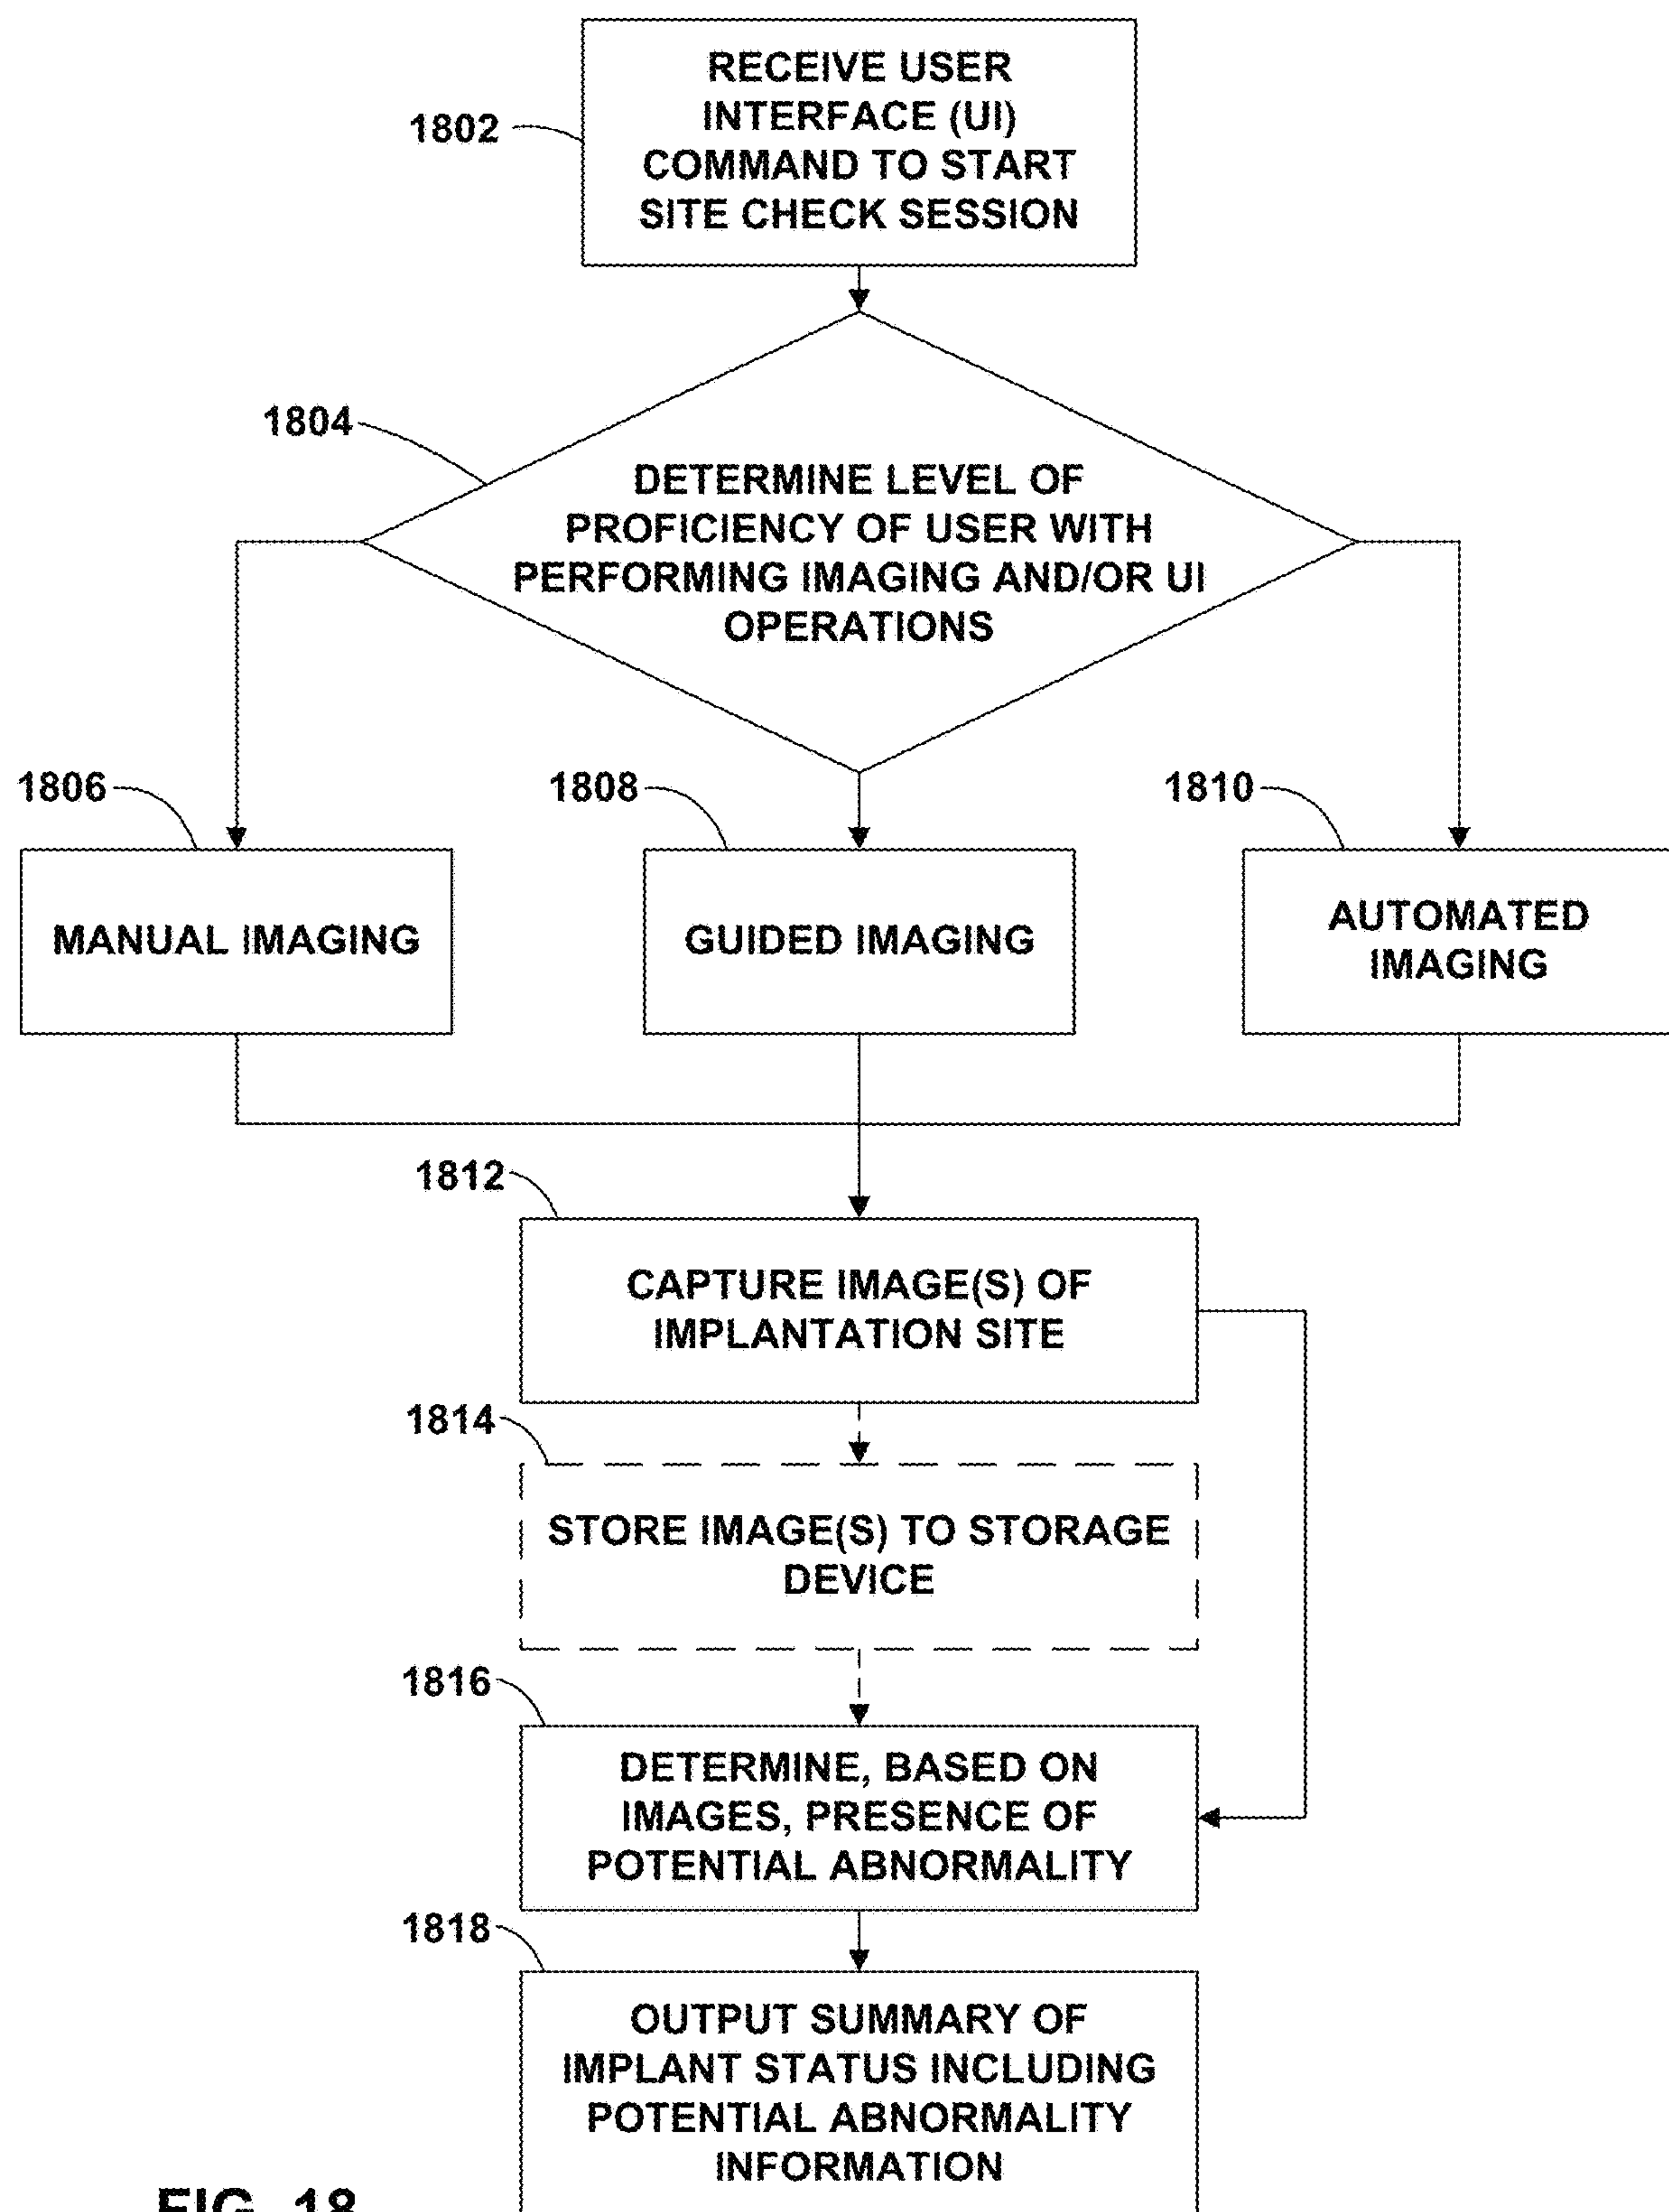 RECEIVE USER
INTERFACE (UI)
COMMAND TO START
SITE CHECK SESSION
1802
1804
DETERMINE LEVEL OF
PROFICIENCY OF USER WITH
PERFORMING IMAGING AND/OR UI
OPERATIONS
1806
1808
1810
MANUAL IMAGING
GUIDED IMAGING
AUTOMATED
IMAGING
1812
CAPTURE IMAGE(S) OF
IMPLANTATION SITE
1814
STORE IMAGE(S) TO STORAGE
DEVICE
1816
DETERMINE, BASED ON
IMAGES, PRESENCE OF
POTENTIAL ABNORMALITY
1818
OUTPUT SUMMARY OF
IMPLANT STATUS INCLUDING
POTENTIAL ABNORMALITY
INFORMATION
FIG. 18